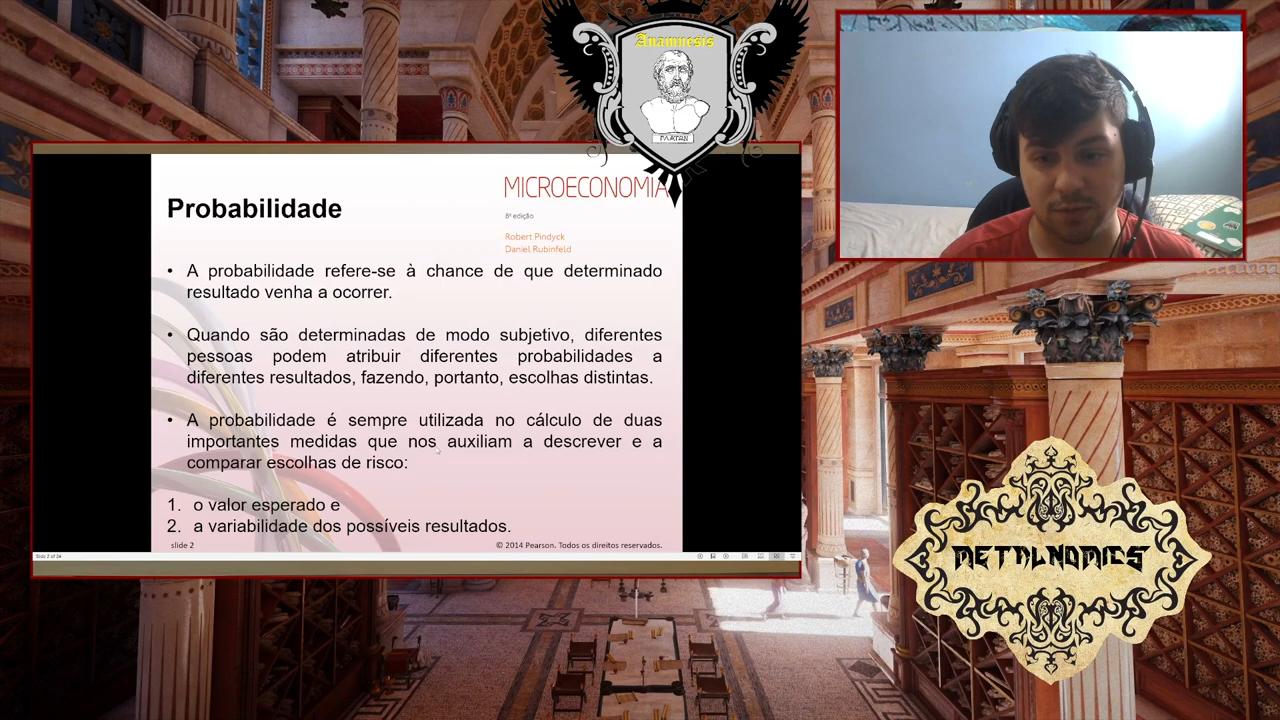 Anamnesis
ΠΛΑΤΩΝ
MICROECONOMIA
8ª edição
Robert Pindyck
Daniel Rubinfeld
Probabilidade
• A probabilidade refere-se à chance de que determinado
resultado venha a ocorrer.
• Quando são determinadas de modo subjetivo, diferentes
pessoas podem atribuir diferentes probabilidades a
diferentes resultados, fazendo, portanto, escolhas distintas.
• A probabilidade é sempre utilizada no cálculo de duas
importantes medidas que nos auxiliam a descrever e a
comparar escolhas de risco:
1. o valor esperado e
2. a variabilidade dos possíveis resultados.
slide 2
© 2014 Pearson. Todos os direitos reservados.
METALNOMICS